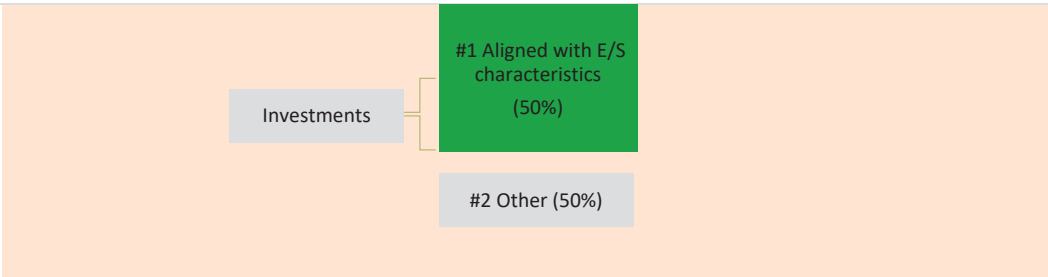 #1 Aligned with E/S
characteristics
(50%)
Investments
#2 Other (50%)